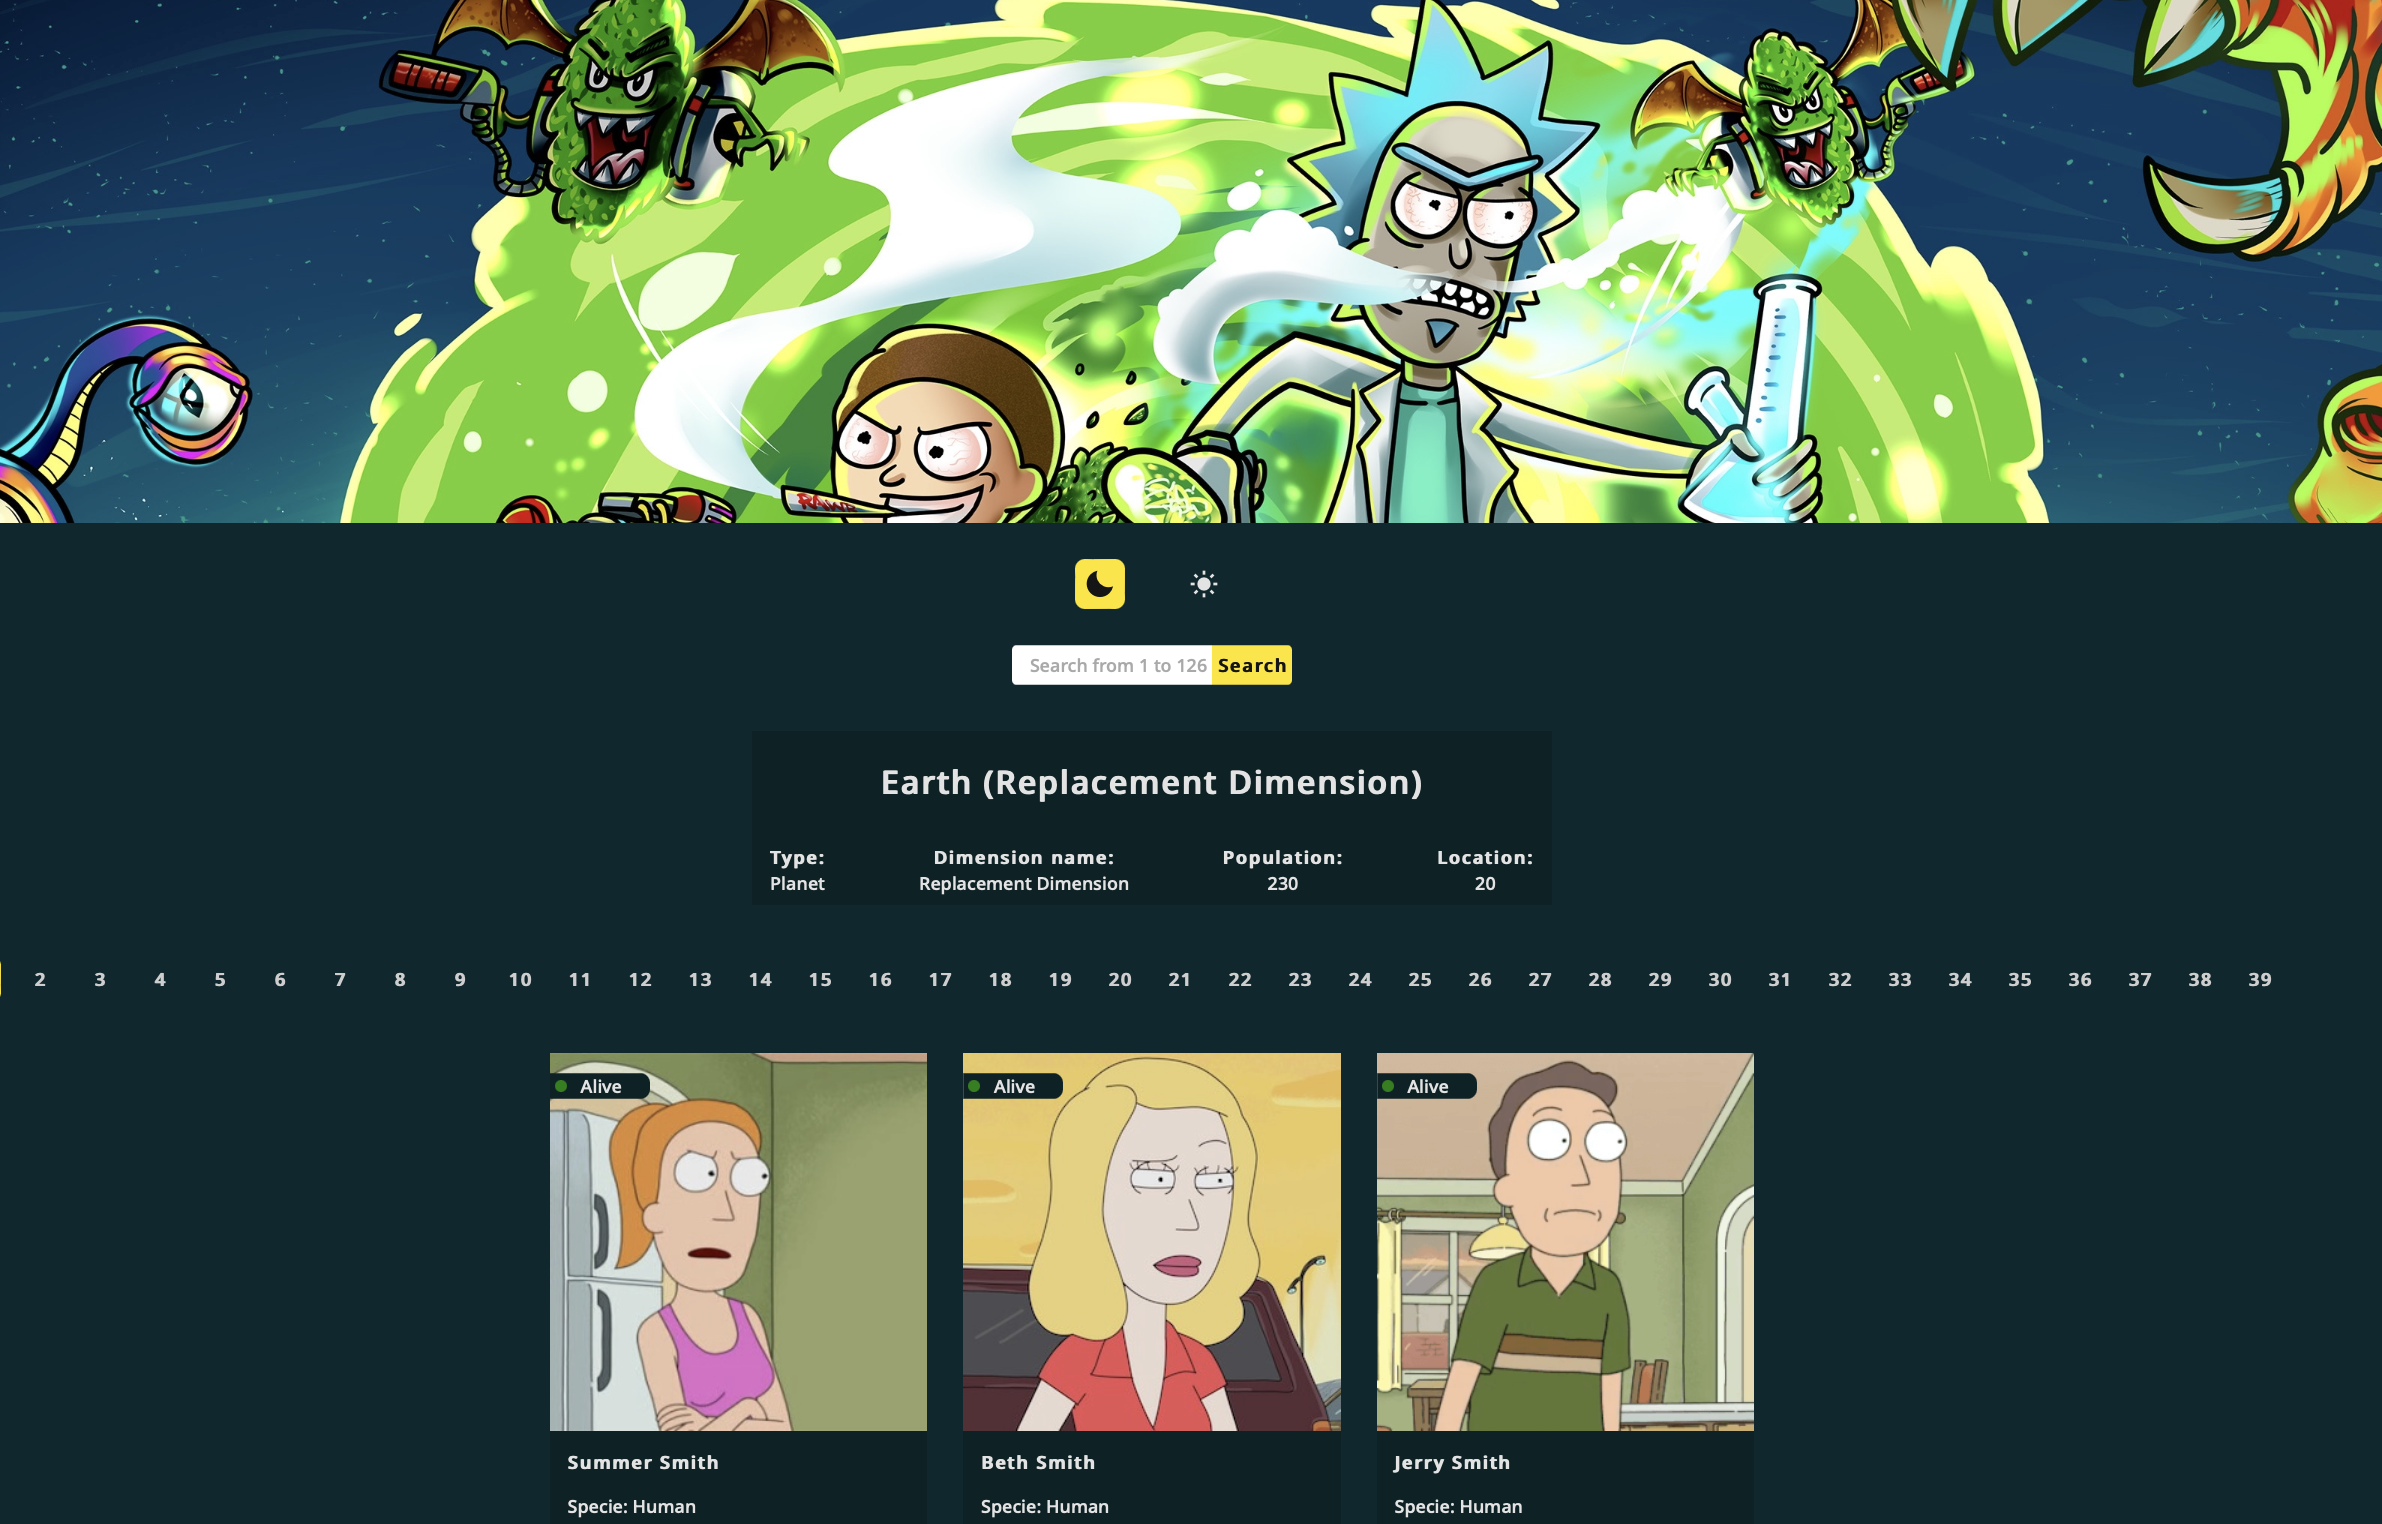 RAWR
Search from 1 to 126 Search
Earth (Replacement Dimension)
Type: Dimension name: Population: Location:
Planet Replacement Dimension 230 20
2 3 4 5 6 7 8 9 10 11 12 13 14 15 16 17 18 19 20 21 22 23 24 25 26 27 28 29 30 31 32 33 34 35 36 37 38 39
Alive Alive Alive
Summer Smith Beth Smith Jerry Smith
Specie: Human Specie: Human Specie: Human